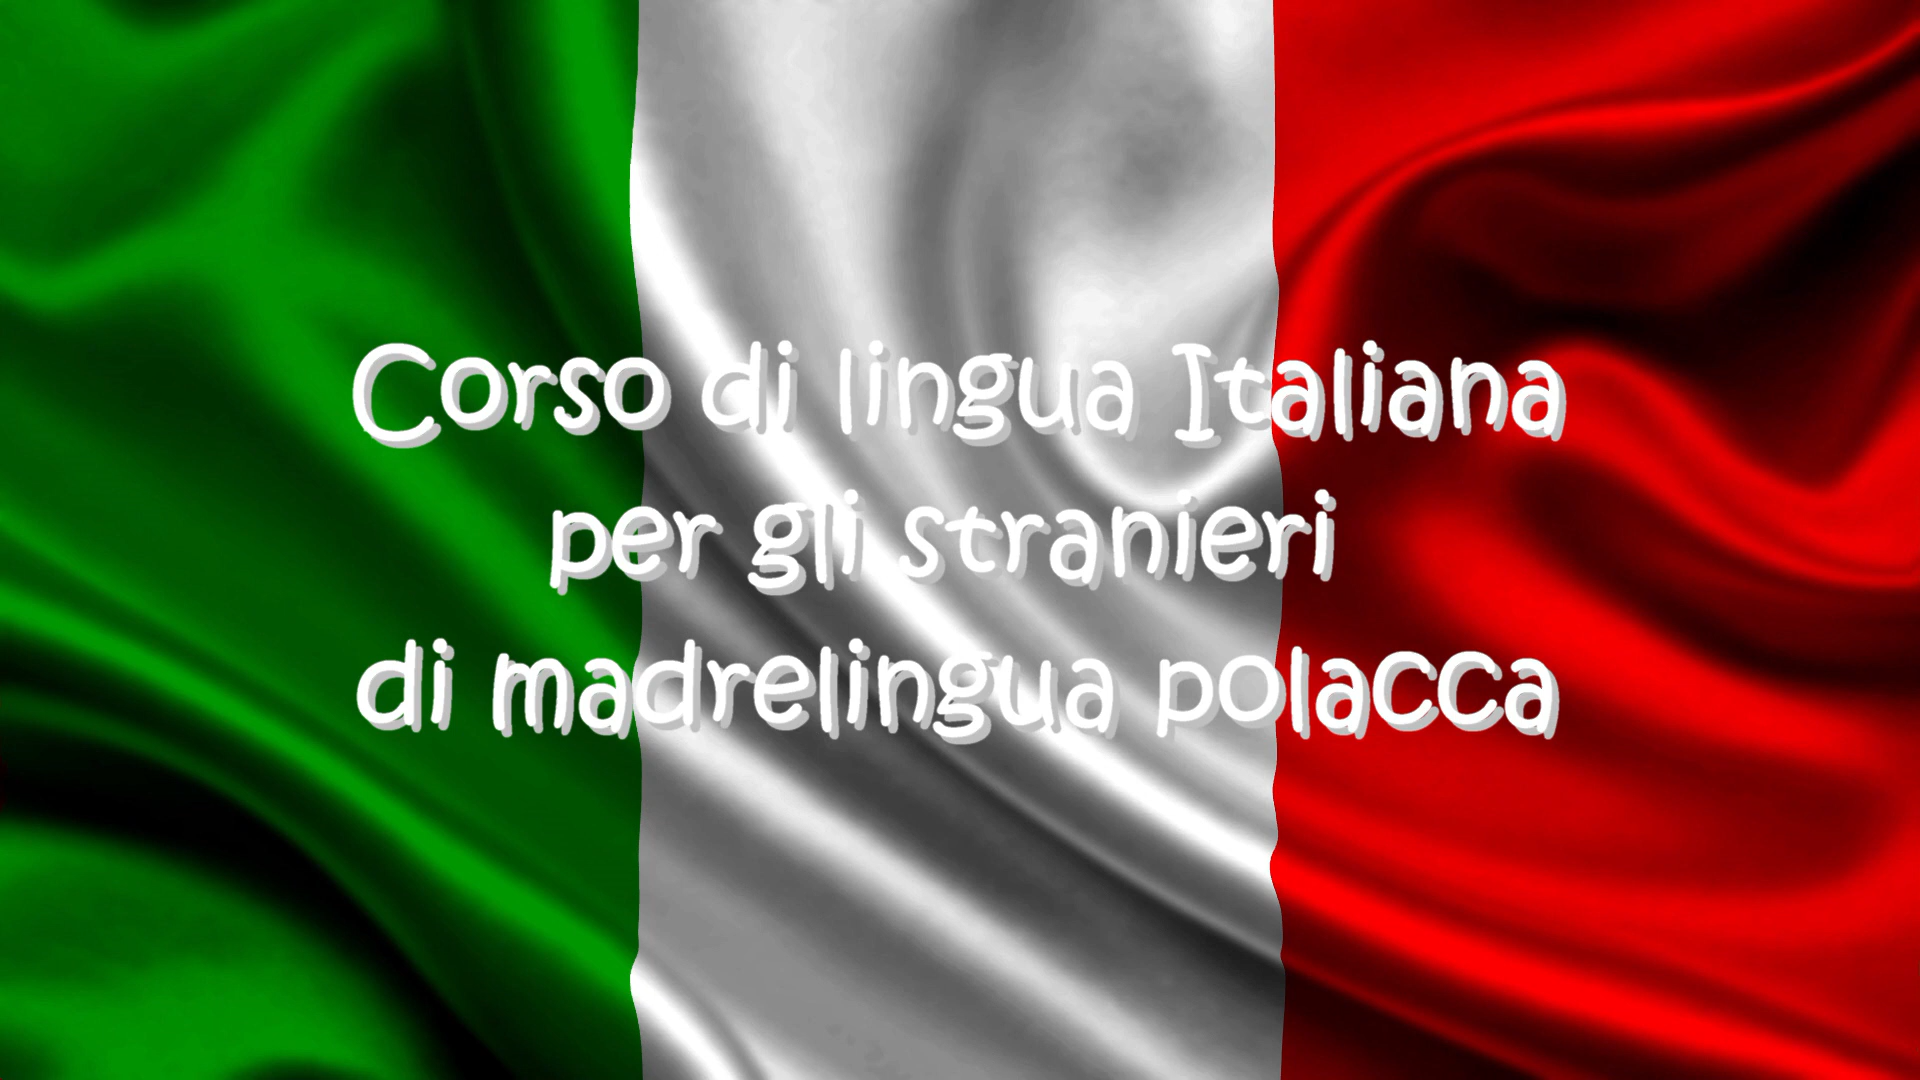 Corso di lingua Italiana
per gli stranieri
di madrelingua polacca